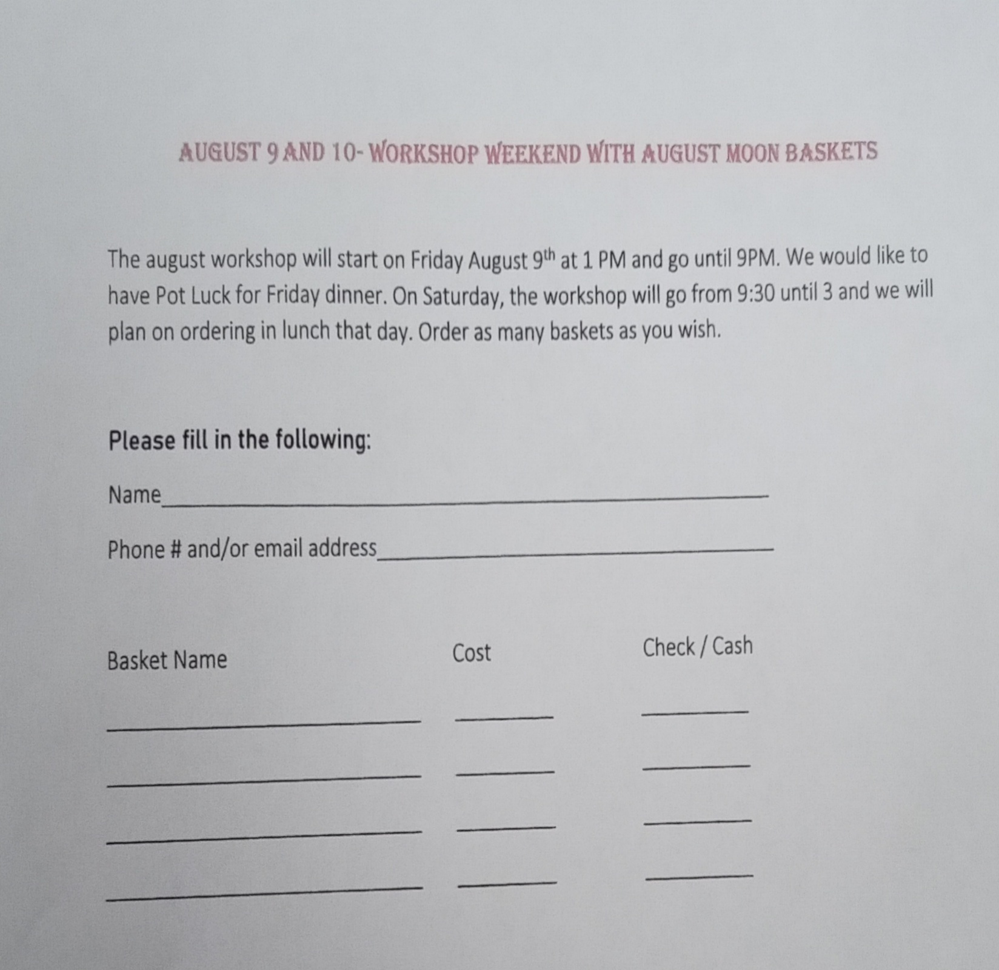 AUGUST 9 AND 10- WORKSHOP WEEKEND WITH AUGUST MOON BASKETS
The august workshop will start on Friday August 9th at 1 PM and go until 9PM. We would like to
have Pot Luck for Friday dinner. On Saturday, the workshop will go from 9:30 until 3 and we will
plan on ordering in lunch that day. Order as many baskets as you wish.
Please fill in the following:
Name
Phone # and/or email address
Basket Name Cost Check / Cash